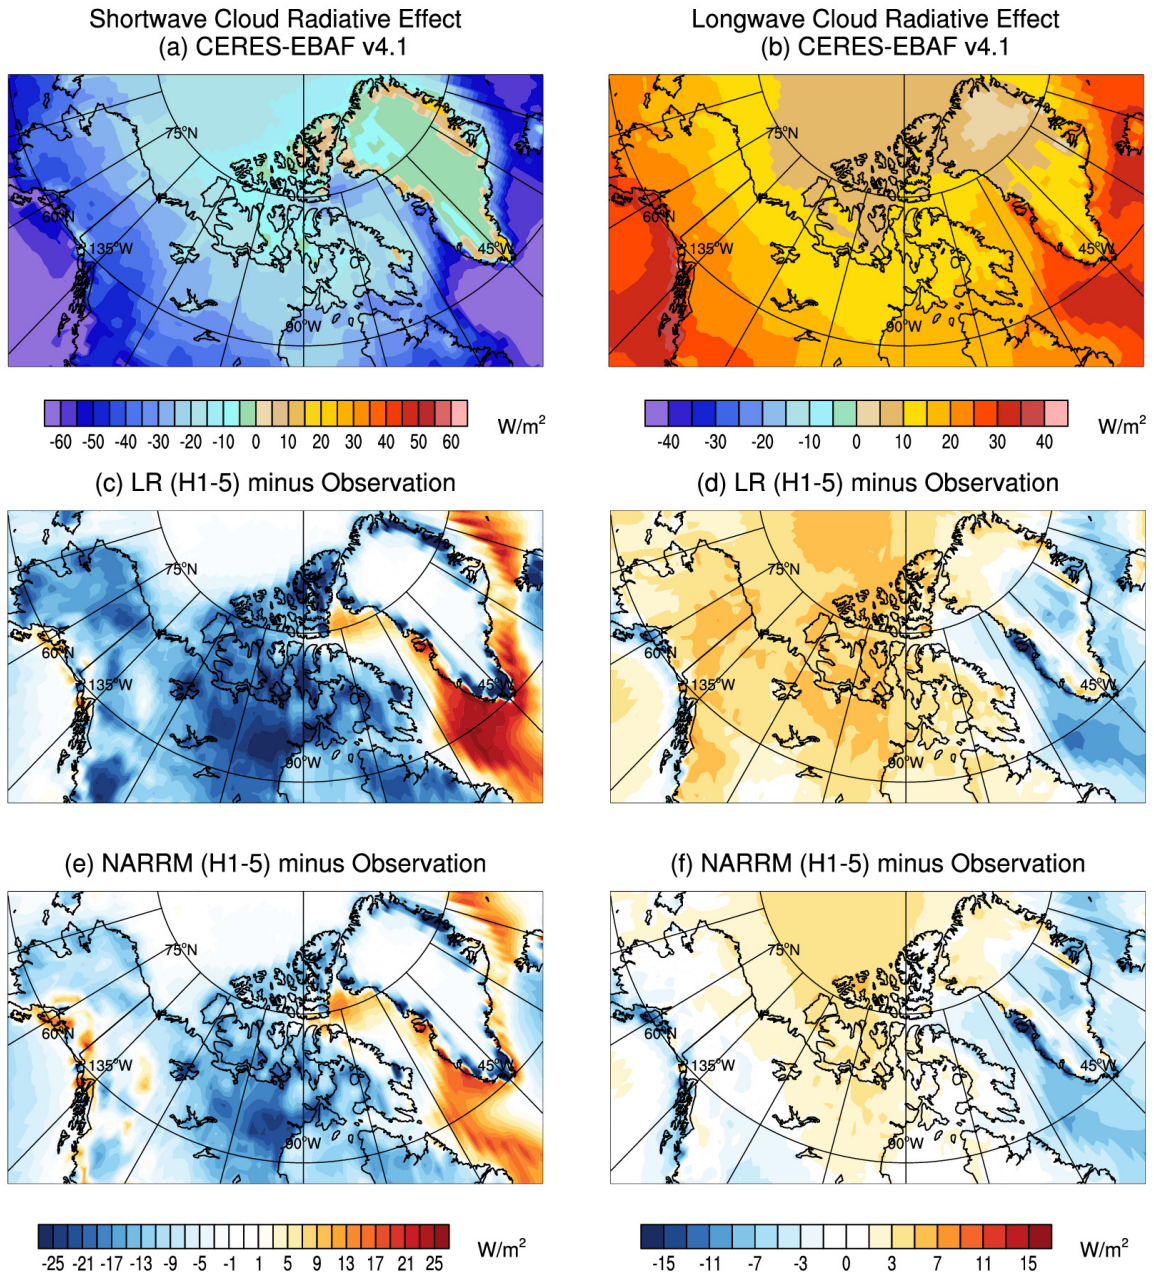 Shortwave Cloud Radiative Effect
(a) CERES-EBAF v4.1
Longwave Cloud Radiative Effect
(b) CERES-EBAF v4.1
75°N
60°N
135°W
90°W
45°W
75°N
60°N
135°W
90°W
45°W
-60 -50 -40 -30 -20 -10 0 10 20 30 40 50 60 W/m²
-40 -30 -20 -10 0 10 20 30 40 W/m²
(c) LR (H1-5) minus Observation
(d) LR (H1-5) minus Observation
75°N
60°N
135°W
90°W
45°W
75°N
60°N
135°W
90°W
45°W
(e) NARRM (H1-5) minus Observation
(f) NARRM (H1-5) minus Observation
75°N
60°N
135°W
90°W
45°W
75°N
60°N
135°W
90°W
45°W
-25 -21 -17 -13 -9 -5 -1 1 5 9 13 17 21 25 W/m²
-15 -11 -7 -3 0 3 7 11 15 W/m²